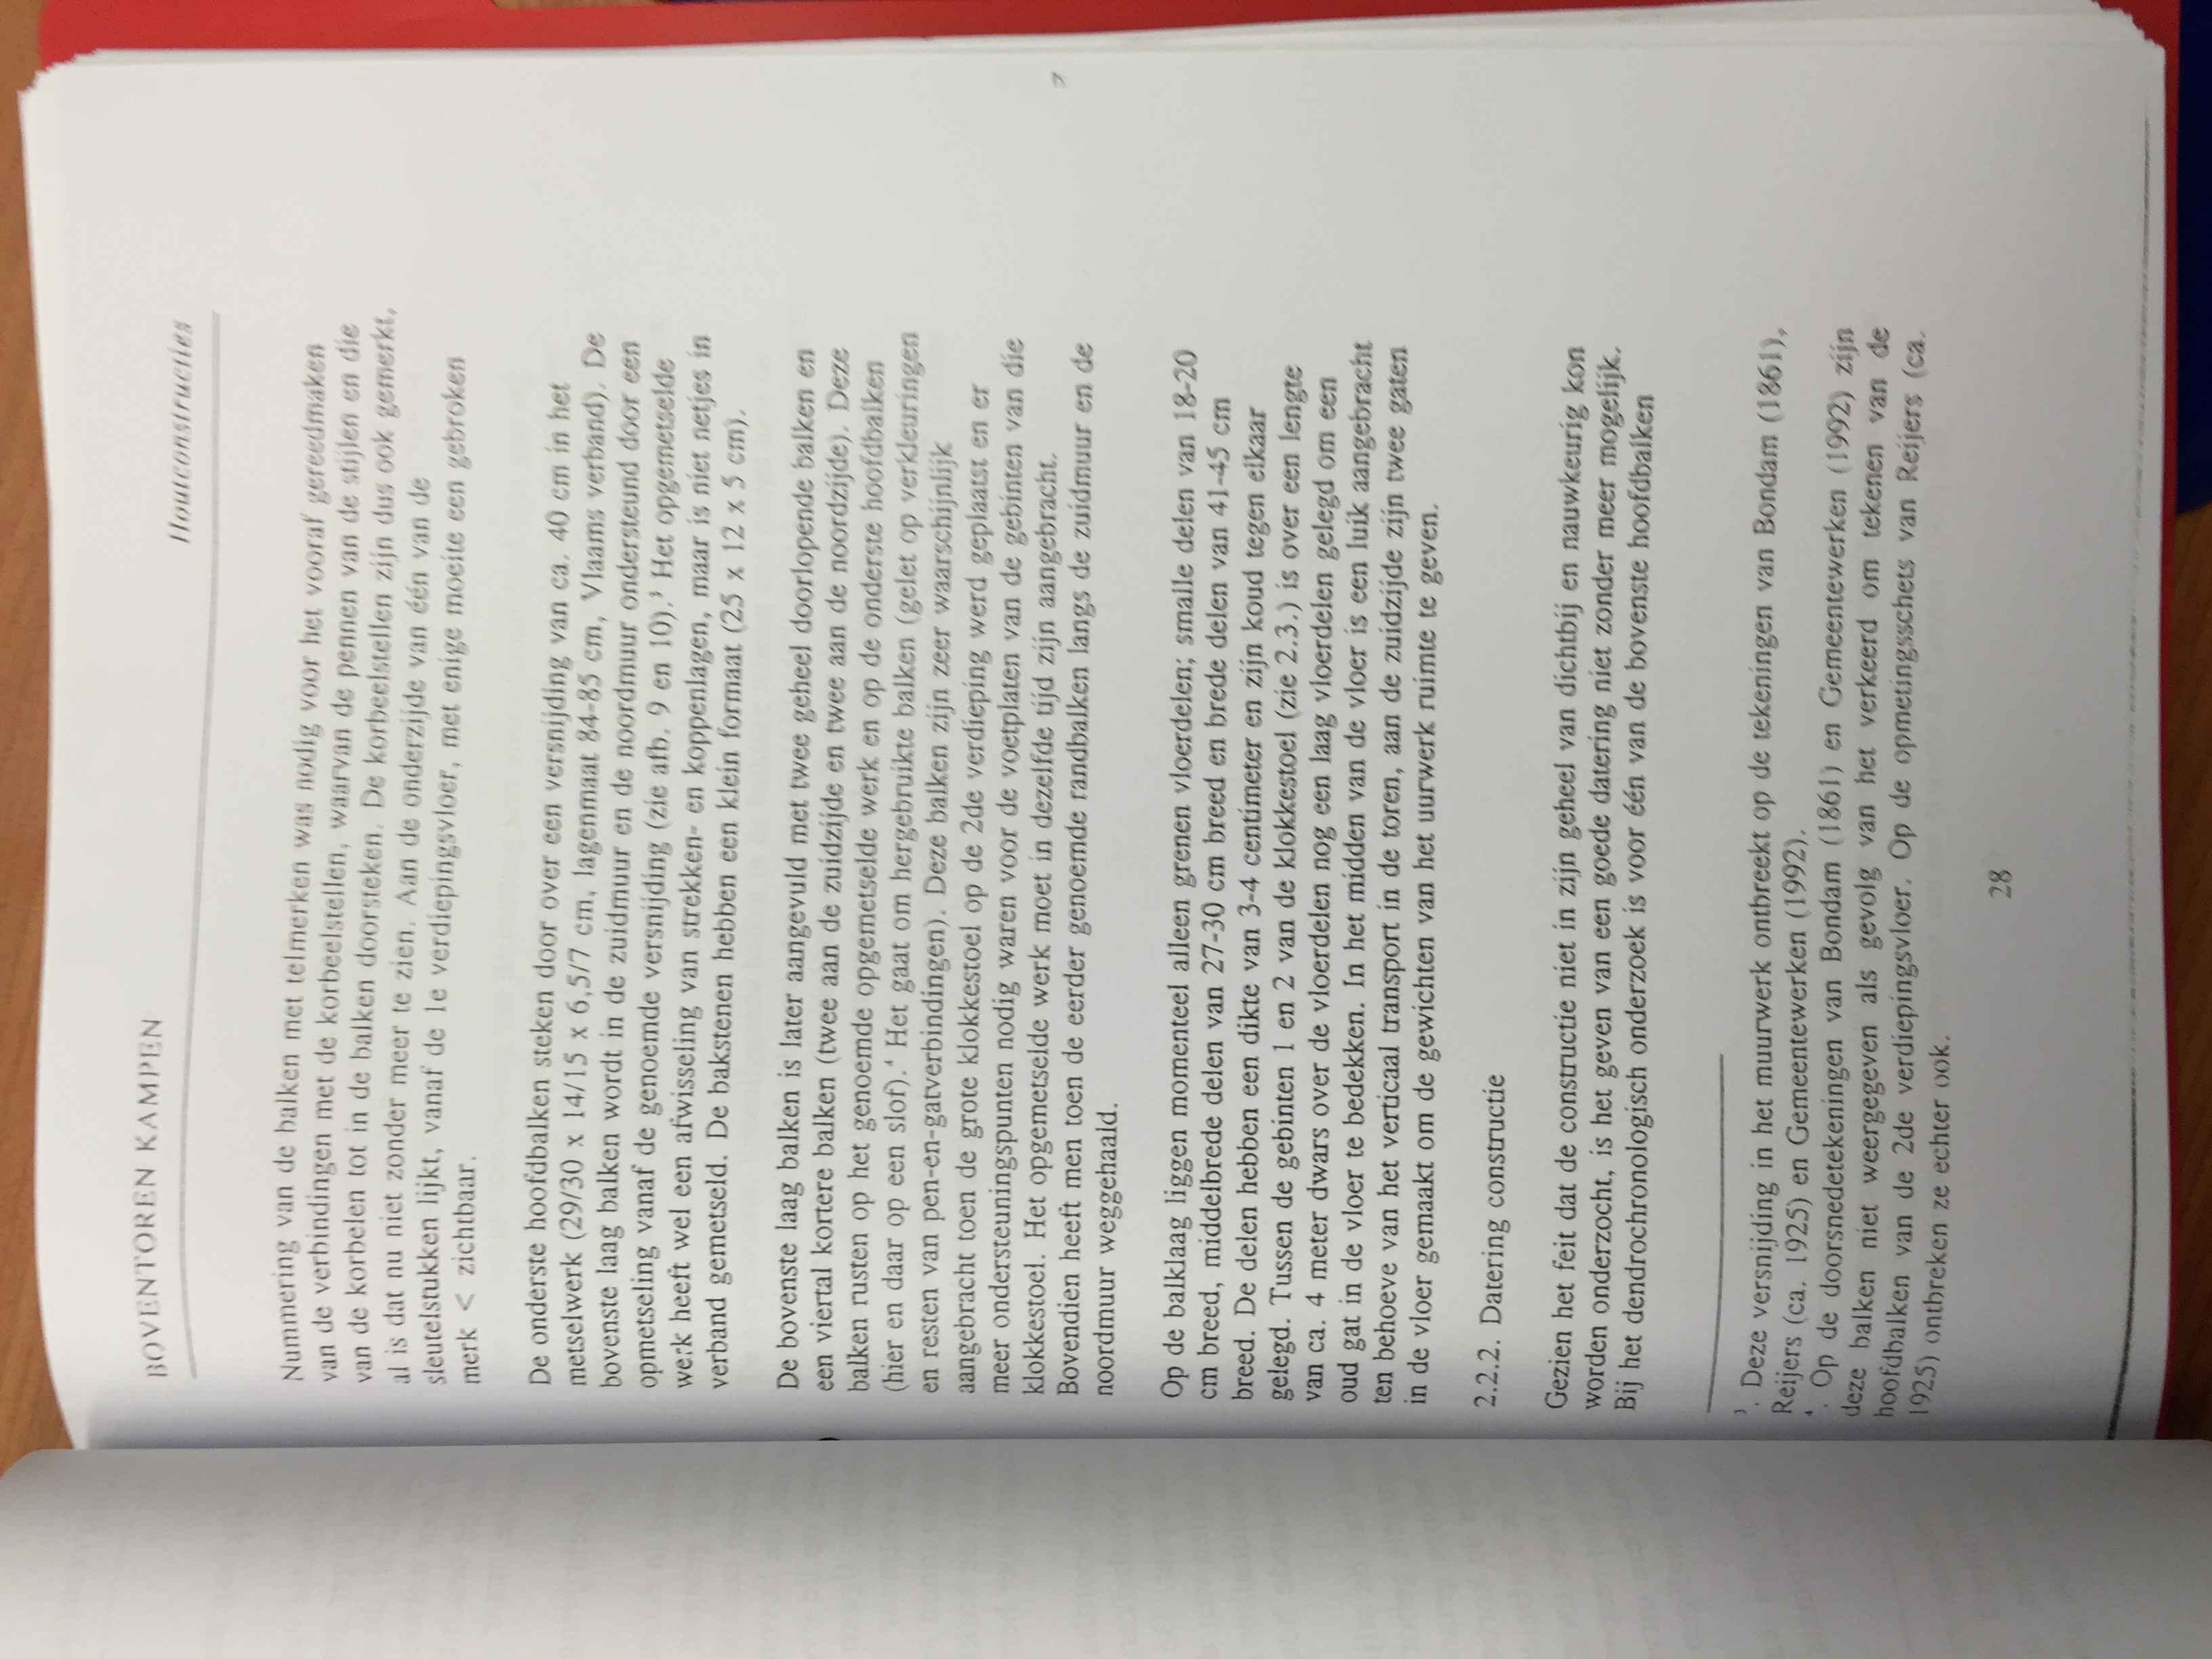 BOVENTOREN KAMPEN Houtconstructies
Nummering van de balken met telmerken was nodig voor het vooraf gereedmaken
van de verbindingen met de korbeelstellen, waarvan de pennen van de stijlen en die
van de korbelen tot in de balken doorsteken. De korbeelstellen zijn dus ook gemerkt,
al is dat nu niet zonder meer te zien. Aan de onderzijde van één van de
sleutelstukken lijkt, vanaf de 1e verdiepingsvloer, met enige moeite een gebroken
merk < zichtbaar.
De onderste hoofdbalken steken door over een versnijding van ca. 40 cm in het
metselwerk (29/30 x 14/15 x 6,5/7 cm, lagenmaat 84-85 cm, Vlaams verband). De
bovenste laag balken wordt in de zuidmuur en de noordmuur ondersteund door een
opmetseling vanaf de genoemde versnijding (zie afb. 9 en 10).³ Het opgemetselde
werk heeft wel een afwisseling van strekken- en koppenlagen, maar is niet netjes in
verband gemetseld. De bakstenen hebben een klein formaat (25 x 12 x 5 cm).
De bovenste laag balken is later aangevuld met twee geheel doorlopende balken en
een viertal kortere balken (twee aan de zuidzijde en twee aan de noordzijde). Deze
balken rusten op het genoemde opgemetselde werk en op de onderste hoofdbalken
(hier en daar op een slof).⁴ Het gaat om hergebruikte balken (gelet op verkleuringen
en resten van pen-en-gatverbindingen). Deze balken zijn zeer waarschijnlijk
aangebracht toen de grote klokkestoel op de 2de verdieping werd geplaatst en er
meer ondersteuningspunten nodig waren voor de voetplaten van de gebinten van die
klokkestoel. Het opgemetselde werk moet in dezelfde tijd zijn aangebracht.
Bovendien heeft men toen de eerder genoemde randbalken langs de zuidmuur en de
noordmuur weggehaald.
Op de balklaag liggen momenteel alleen grenen vloerdelen; smalle delen van 18-20
cm breed, middelbrede delen van 27-30 cm breed en brede delen van 41-45 cm
breed. De delen hebben een dikte van 3-4 centimeter en zijn koud tegen elkaar
gelegd. Tussen de gebinten 1 en 2 van de klokkestoel (zie 2.3.) is over een lengte
van ca. 4 meter dwars over de vloerdelen nog een laag vloerdelen gelegd om een
oud gat in de vloer te bedekken. In het midden van de vloer is een luik aangebracht
ten behoeve van het verticaal transport in de toren, aan de zuidzijde zijn twee gaten
in de vloer gemaakt om de gewichten van het uurwerk ruimte te geven.
2.2.2. Datering constructie
Gezien het feit dat de constructie niet in zijn geheel van dichtbij en nauwkeurig kon
worden onderzocht, is het geven van een goede datering niet zonder meer mogelijk.
Bij het dendrochronologisch onderzoek is voor één van de bovenste hoofdbalken
³. Deze versnijding in het muurwerk ontbreekt op de tekeningen van Bondam (1861),
Reijers (ca. 1925) en Gemeentewerken (1992).
⁴. Op de doorsnedetekeningen van Bondam (1861) en Gemeentewerken (1992) zijn
deze balken niet weergegeven als gevolg van het verkeerd om tekenen van de
hoofdbalken van de 2de verdiepingsvloer. Op de opmetingsschets van Reijers (ca.
1925) ontbreken ze echter ook.
28